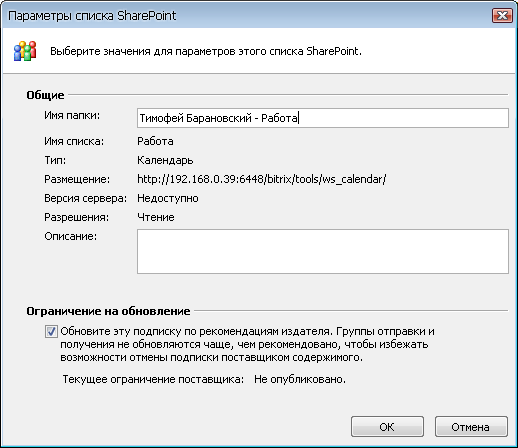 Параметры списка SharePoint
Выберите значения для параметров этого списка SharePoint.
Общие
Имя папки: Тимофей Барановский - Работа
Имя списка: Работа
Тип: Календарь
Размещение: http://192.168.0.39:6448/bitrix/tools/ws_calendar/
Версия сервера: Недоступно
Разрешения: Чтение
Описание:
Ограничение на обновление
Обновите эту подписку по рекомендациям издателя. Группы отправки и
получения не обновляются чаще, чем рекомендовано, чтобы избежать
возможности отмены подписки поставщиком содержимого.
Текущее ограничение поставщика: Не опубликовано.
ОК Отмена